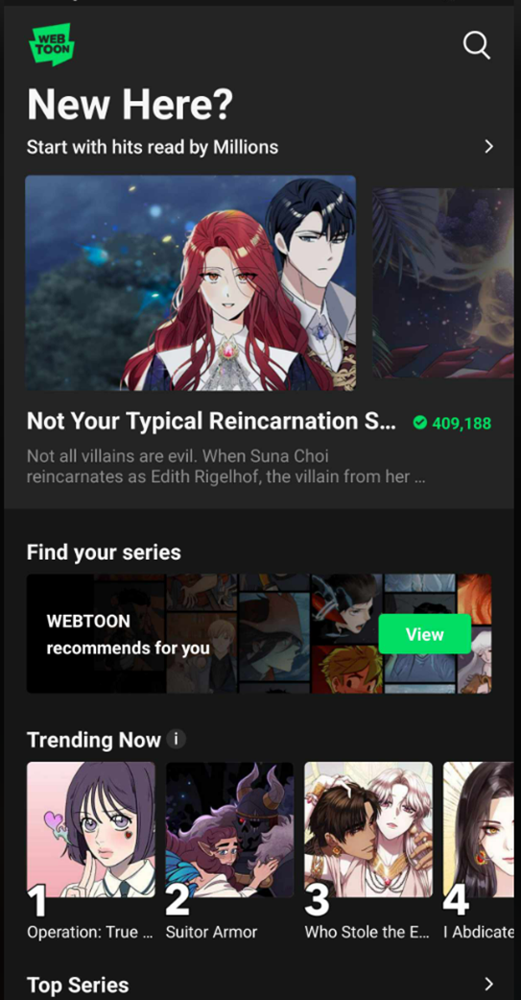 WEB
TOON
New Here?
Start with hits read by Millions
Not Your Typical Reincarnation S...
409,188
Not all villains are evil. When Suna Choi
reincarnates as Edith Rigelhof, the villain from her ...
Find your series
WEBTOON
recommends for you
View
Trending Now i
1
2
3
4
Operation: True ...
Suitor Armor
Who Stole the E...
I Abdicate
Top Series